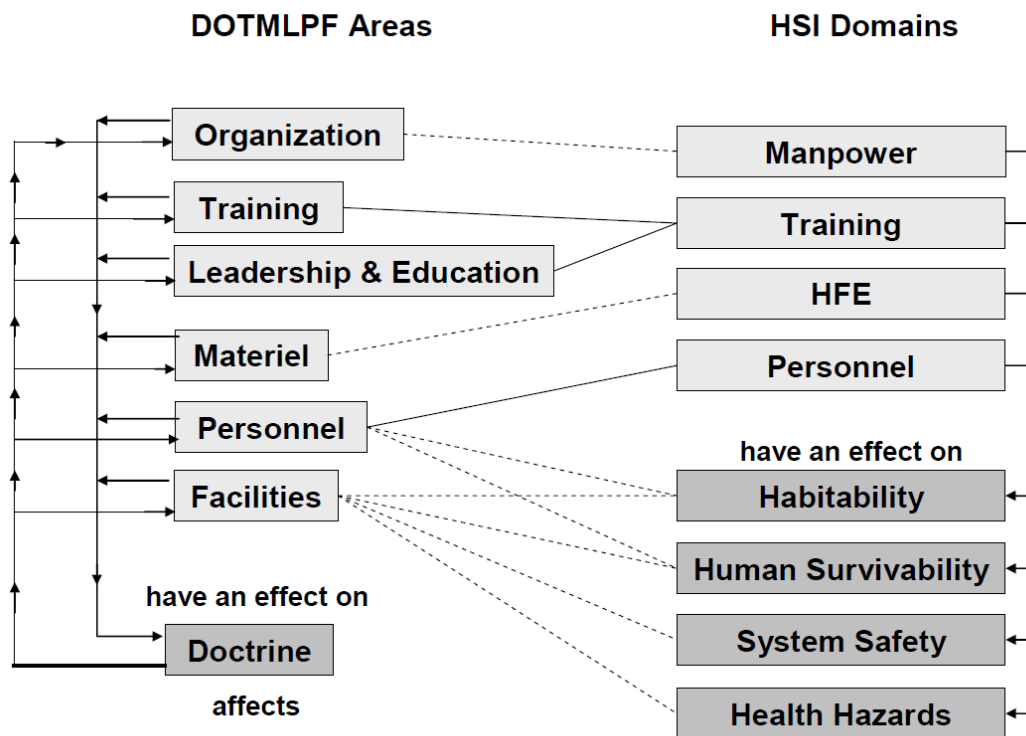 DOTMLPF Areas
HSI Domains
Organization
Training
Leadership & Education
Materiel
Personnel
Facilities
have an effect on
Doctrine
affects
Manpower
Training
HFE
Personnel
have an effect on
Habitability
Human Survivability
System Safety
Health Hazards